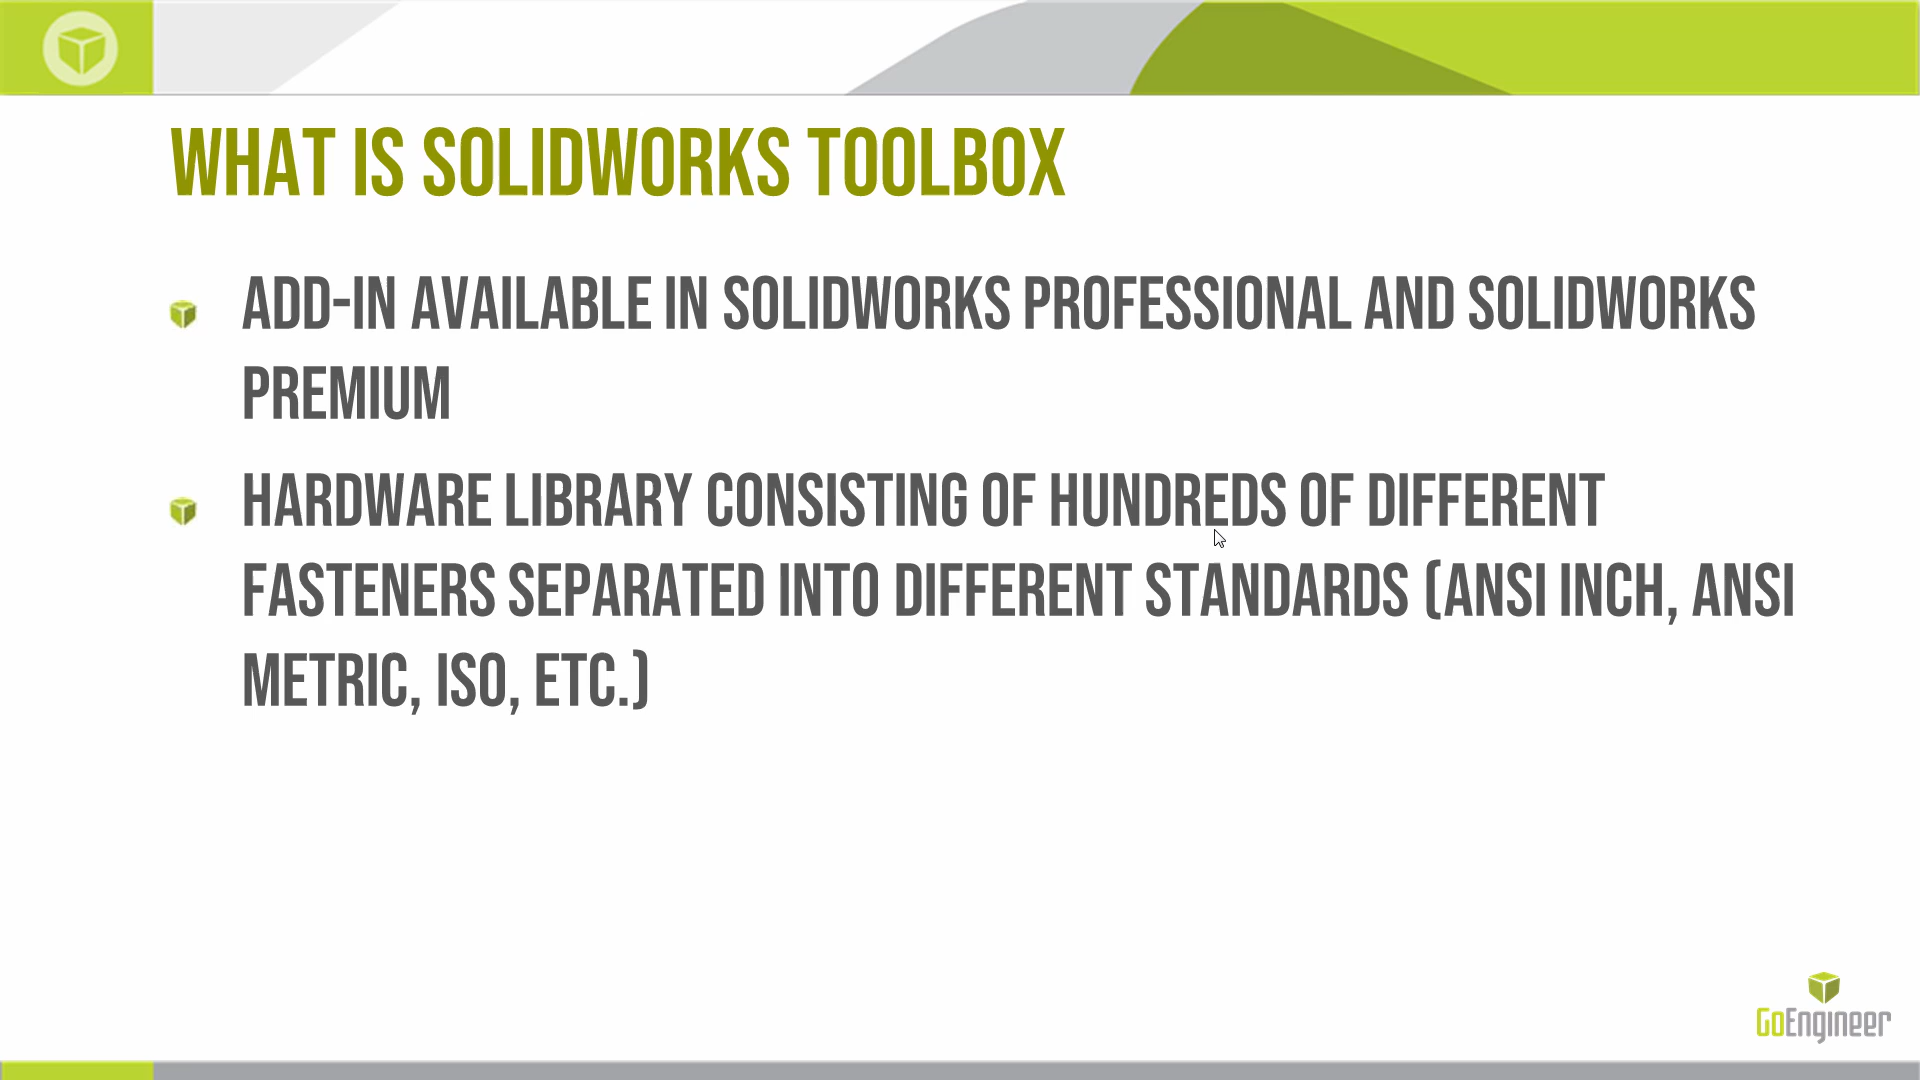 WHAT IS SOLIDWORKS TOOLBOX
ADD-IN AVAILABLE IN SOLIDWORKS PROFESSIONAL AND SOLIDWORKS
PREMIUM
HARDWARE LIBRARY CONSISTING OF HUNDREDS OF DIFFERENT
FASTENERS SEPARATED INTO DIFFERENT STANDARDS (ANSI INCH, ANSI
METRIC, ISO, ETC.)
GoEngineer